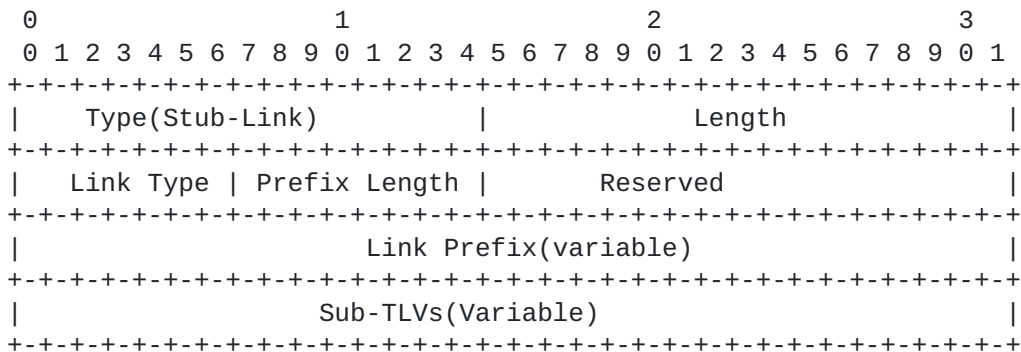 0                   1                   2                   3
 0 1 2 3 4 5 6 7 8 9 0 1 2 3 4 5 6 7 8 9 0 1 2 3 4 5 6 7 8 9 0 1
+-+-+-+-+-+-+-+-+-+-+-+-+-+-+-+-+-+-+-+-+-+-+-+-+-+-+-+-+-+-+-+-+
|    Type(Stub-Link)          |             Length              |
+-+-+-+-+-+-+-+-+-+-+-+-+-+-+-+-+-+-+-+-+-+-+-+-+-+-+-+-+-+-+-+-+
|   Link Type | Prefix Length |       Reserved                  |
+-+-+-+-+-+-+-+-+-+-+-+-+-+-+-+-+-+-+-+-+-+-+-+-+-+-+-+-+-+-+-+-+
|                      Link Prefix(variable)                    |
+-+-+-+-+-+-+-+-+-+-+-+-+-+-+-+-+-+-+-+-+-+-+-+-+-+-+-+-+-+-+-+-+
|                   Sub-TLVs(Variable)                          |
+-+-+-+-+-+-+-+-+-+-+-+-+-+-+-+-+-+-+-+-+-+-+-+-+-+-+-+-+-+-+-+-+